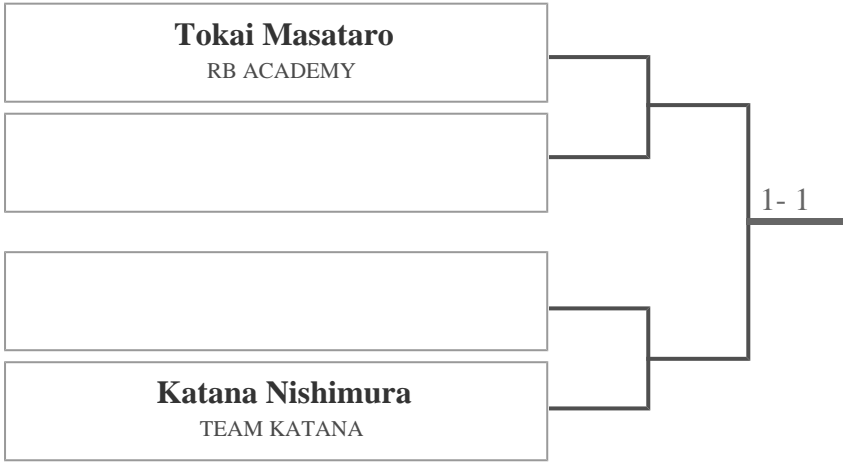 Tokai Masataro
RB ACADEMY
1- 1
Katana Nishimura
TEAM KATANA